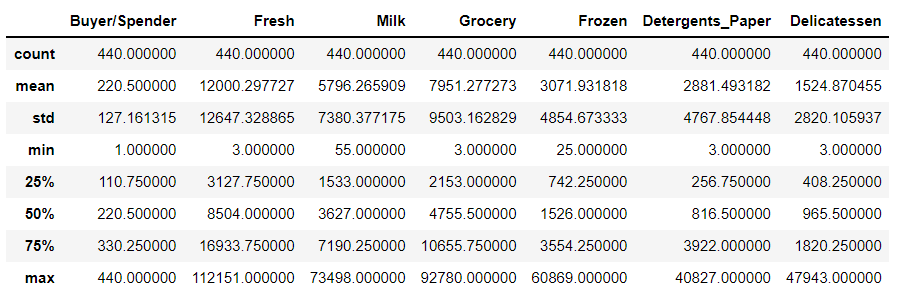 Buyer/Spender Fresh Milk Grocery Frozen Detergents_Paper Delicatessen
count 440.000000 440.000000 440.000000 440.000000 440.000000 440.000000 440.000000
mean 220.500000 12000.297727 5796.265909 7951.277273 3071.931818 2881.493182 1524.870455
std 127.161315 12647.328865 7380.377175 9503.162829 4854.673333 4767.854448 2820.105937
min 1.000000 3.000000 55.000000 3.000000 25.000000 3.000000 3.000000
25% 110.750000 3127.750000 1533.000000 2153.000000 742.250000 256.750000 408.250000
50% 220.500000 8504.000000 3627.000000 4755.500000 1526.000000 816.500000 965.500000
75% 330.250000 16933.750000 7190.250000 10655.750000 3554.250000 3922.000000 1820.250000
max 440.000000 112151.000000 73498.000000 92780.000000 60869.000000 40827.000000 47943.000000